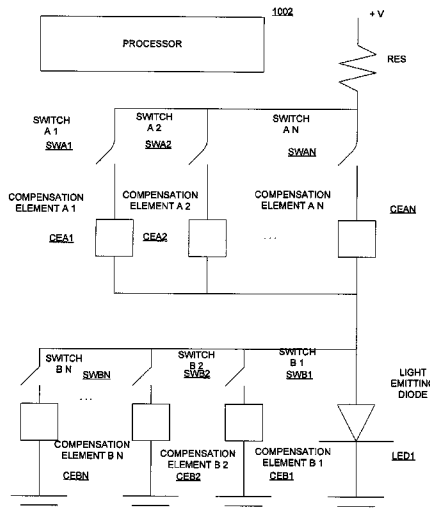 1002
+ V
PROCESSOR
RES
SWITCH
A 1
SWA1
SWITCH
A 2
SWA2
SWITCH
A N
SWAN
COMPENSATION
ELEMENT A 1
COMPENSATION
ELEMENT A 2
COMPENSATION
ELEMENT A N
CEAN
CEA1
CEA2
. . .
SWITCH
B N
SWBN
SWITCH
B 2
SWB2
SWITCH
B 1
SWB1
LIGHT
EMITTING
DIODE
. . .
COMPENSATION
ELEMENT B N
CEBN
COMPENSATION
ELEMENT B 2
CEB2
COMPENSATION
ELEMENT B 1
CEB1
LED1